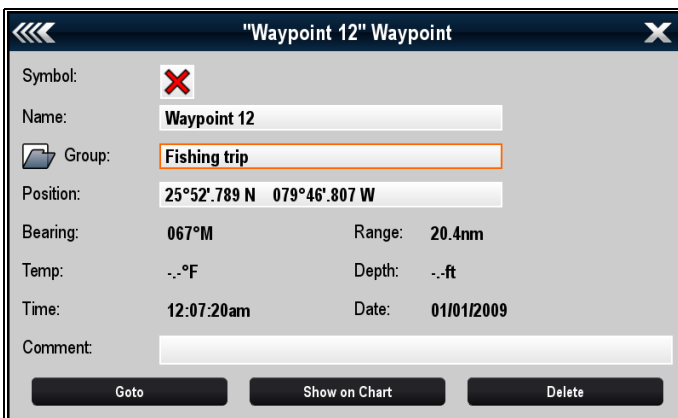 "Waypoint 12" Waypoint
Symbol:
Name: Waypoint 12
Group: Fishing trip
Position: 25°52'.789 N 079°46'.807 W
Bearing: 067°M Range: 20.4nm
Temp: -.-°F Depth: -.-ft
Time: 12:07:20am Date: 01/01/2009
Comment:
Goto Show on Chart Delete